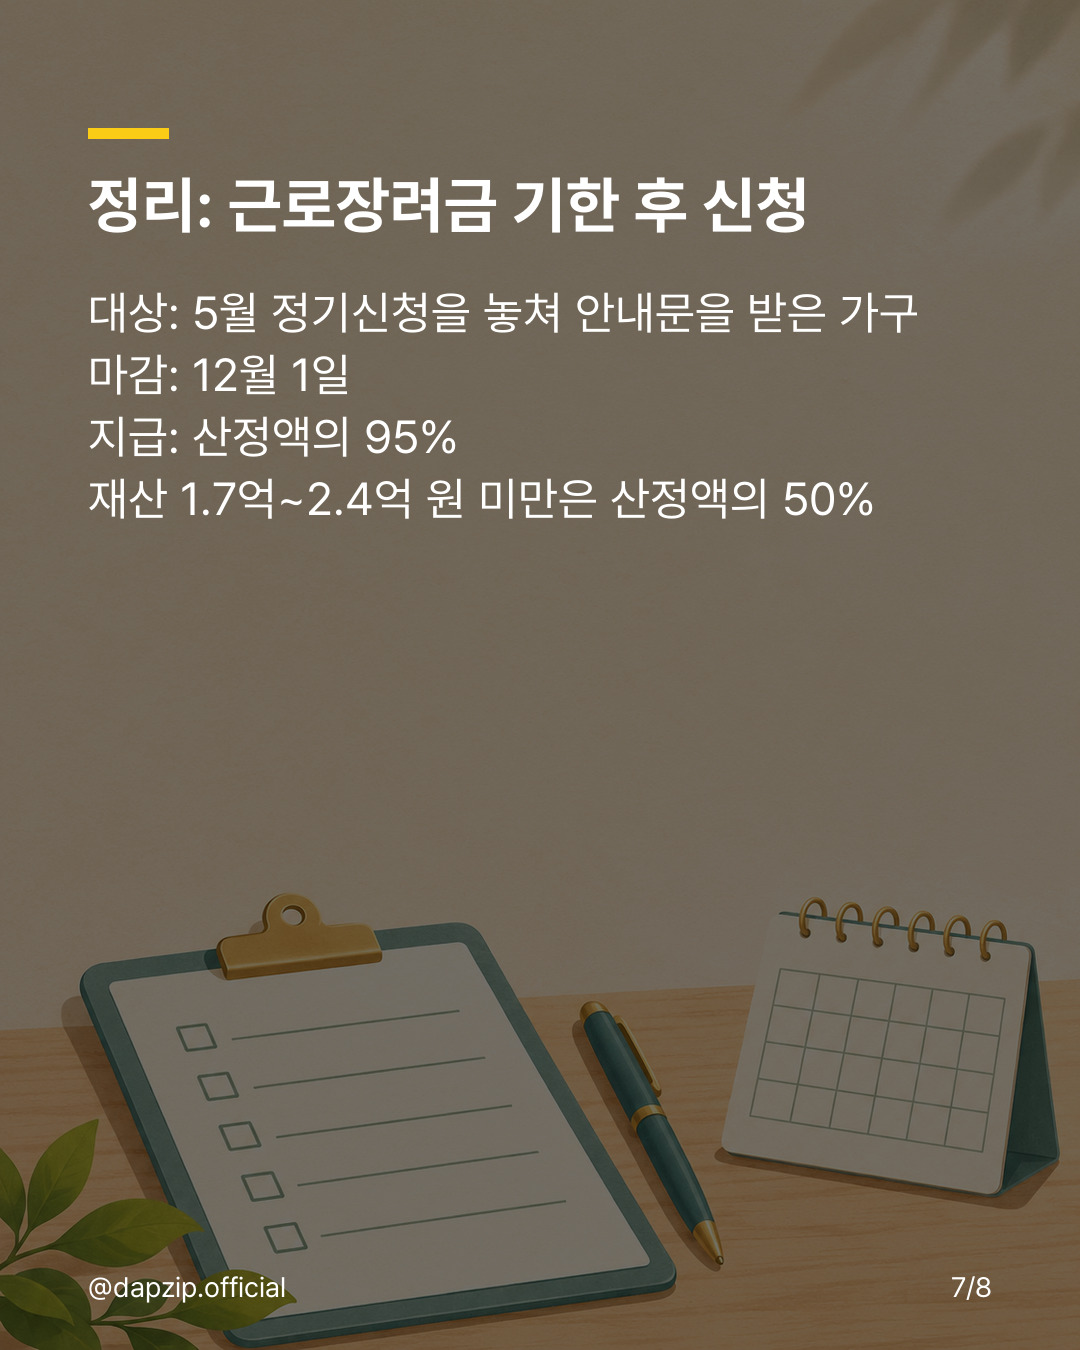 정리: 근로장려금 기한 후 신청
대상: 5월 정기신청을 놓쳐 안내문을 받은 가구
마감: 12월 1일
지급: 산정액의 95%
재산 1.7억~2.4억 원 미만은 산정액의 50%
@dapzip.official
7/8